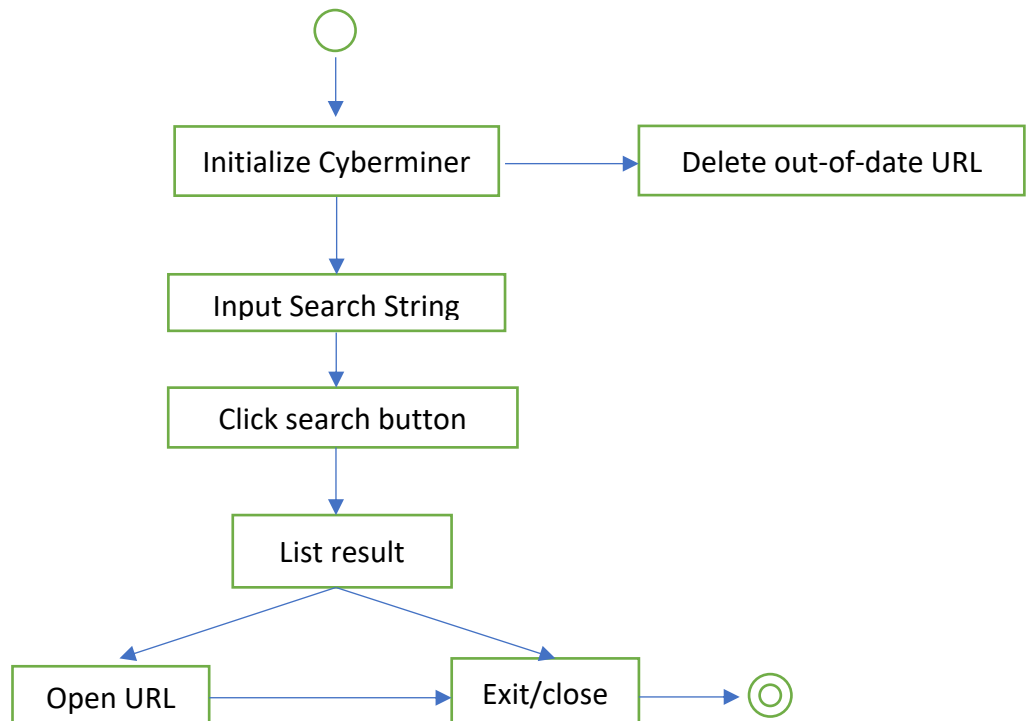 Initialize Cyberminer
Delete out-of-date URL
Input Search String
Click search button
List result
Open URL
Exit/close